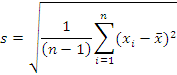 s = √( 1/(n − 1) ∑_{i=1}^{n} (x_i − x̄)² )